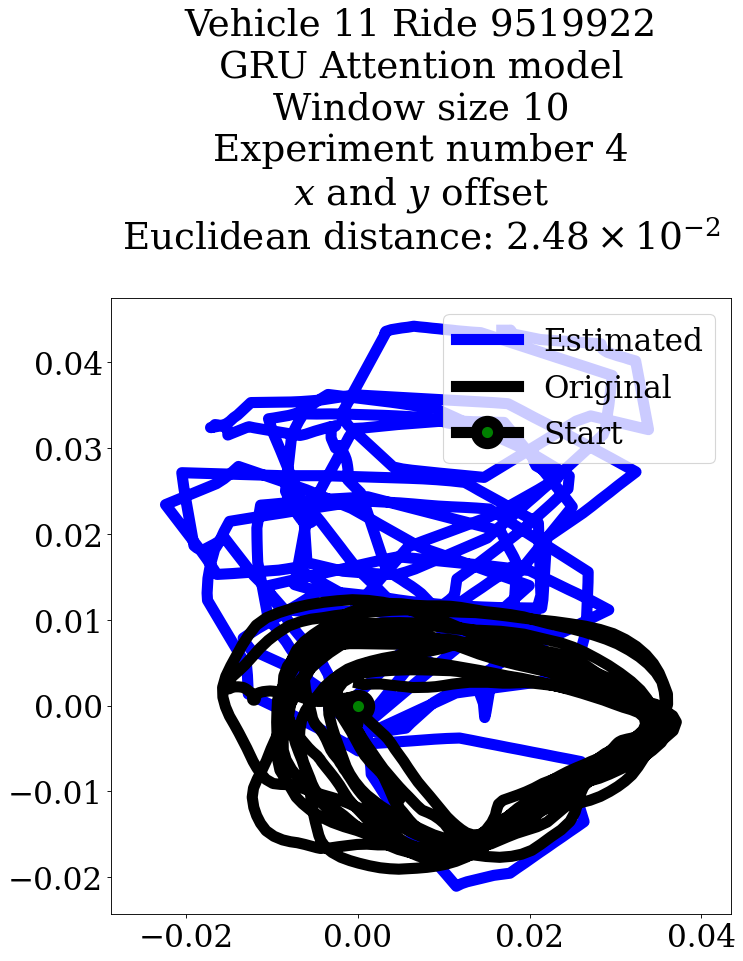 Vehicle 11 Ride 9519922
GRU Attention model
Window size 10
Experiment number 4
x and y offset
Euclidean distance: 2.48 × 10⁻²
Estimated
Original
Start
0.04
0.03
0.02
0.01
0.00
−0.01
−0.02
−0.02 0.00 0.02 0.04